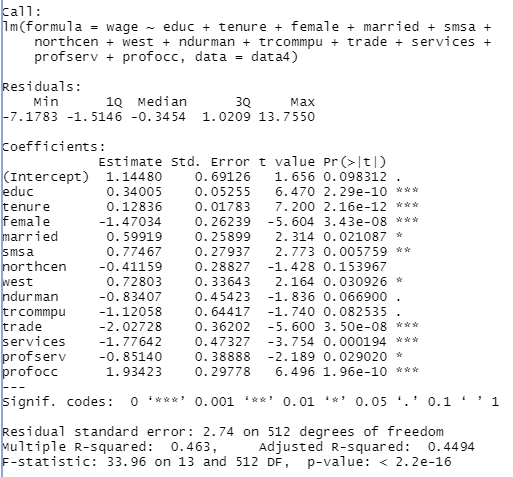 Call:
lm(formula = wage ~ educ + tenure + female + married + smsa +
    northcen + west + ndurman + trcommpu + trade + services +
    profserv + profocc, data = data4)
Residuals:
    Min      1Q  Median      3Q     Max
-7.1783 -1.5146 -0.3454  1.0209 13.7550
Coefficients:
            Estimate Std. Error t value Pr(>|t|)
(Intercept)  1.14480    0.69126   1.656 0.098312 .
educ         0.34005    0.05255   6.470 2.29e-10 ***
tenure       0.12836    0.01783   7.200 2.16e-12 ***
female      -1.47034    0.26239  -5.604 3.43e-08 ***
married      0.59919    0.25899   2.314 0.021087 *
smsa         0.77467    0.27937   2.773 0.005759 **
northcen    -0.41159    0.28827  -1.428 0.153967
west         0.72803    0.33643   2.164 0.030926 *
ndurman     -0.83407    0.45423  -1.836 0.066900 .
trcommpu    -1.12058    0.64417  -1.740 0.082535 .
trade       -2.02728    0.36202  -5.600 3.50e-08 ***
services    -1.77642    0.47327  -3.754 0.000194 ***
profserv    -0.85140    0.38888  -2.189 0.029020 *
profocc      1.93423    0.29778   6.496 1.96e-10 ***
---
Signif. codes:  0 ‘***’ 0.001 ‘**’ 0.01 ‘*’ 0.05 ‘.’ 0.1 ‘ ’ 1
Residual standard error: 2.74 on 512 degrees of freedom
Multiple R-squared:  0.463,     Adjusted R-squared:  0.4494
F-statistic: 33.96 on 13 and 512 DF,  p-value: < 2.2e-16